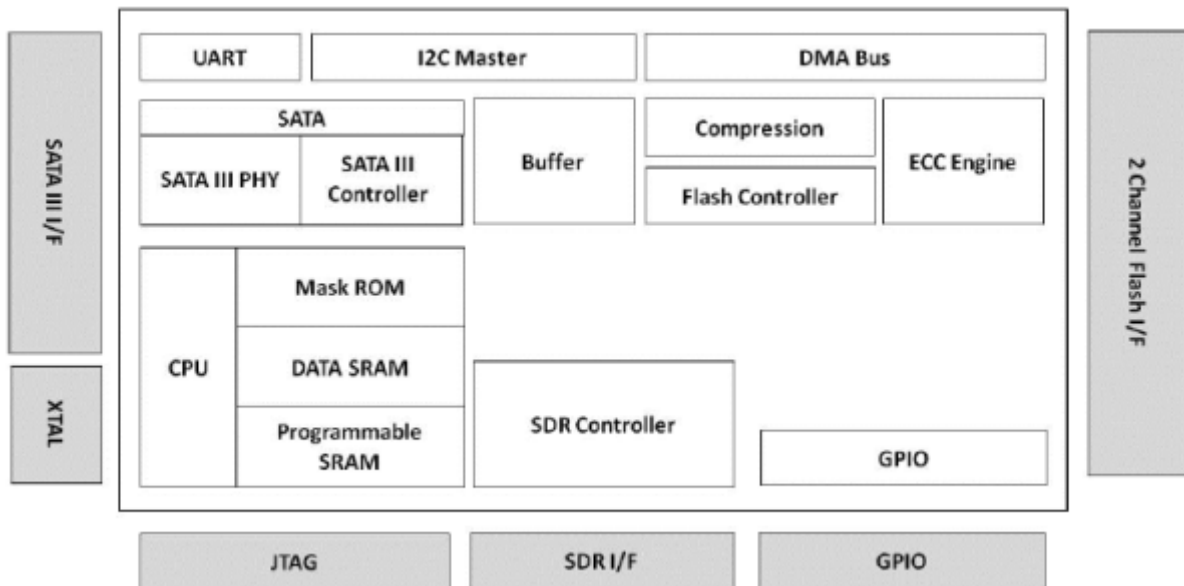 UART
I2C Master
DMA Bus
SATA
SATA III PHY
SATA III
Controller
Buffer
Compression
Flash Controller
ECC Engine
SATA III I/F
2 Channel Flash I/F
CPU
Mask ROM
DATA SRAM
Programmable
SRAM
SDR Controller
GPIO
XTAL
JTAG
SDR I/F
GPIO